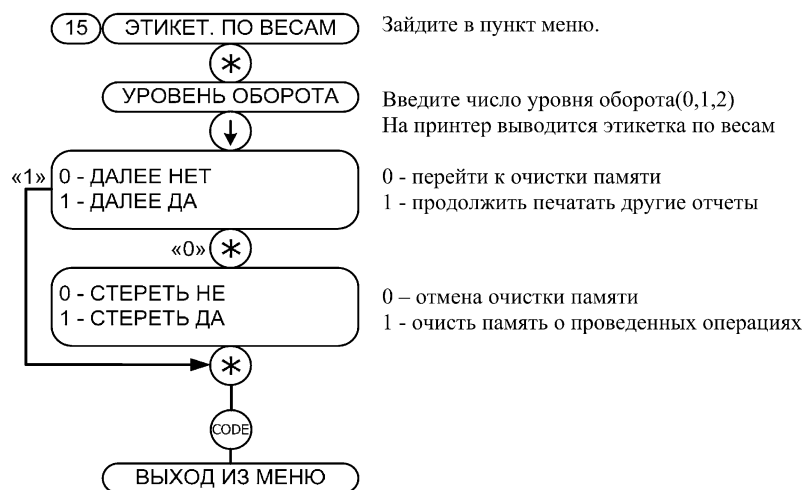 15 ЭТИКЕТ. ПО ВЕСАМ Зайдите в пункт меню.
*
УРОВЕНЬ ОБОРОТА Введите число уровня оборота(0,1,2)
На принтер выводится этикетка по весам
«1» 0 - ДАЛЕЕ НЕТ 0 - перейти к очистки памяти
1 - ДАЛЕЕ ДА 1 - продолжить печатать другие отчеты
«0» *
0 - СТЕРЕТЬ НЕ 0 – отмена очистки памяти
1 - СТЕРЕТЬ ДА 1 - очисть память о проведенных операциях
*
CODE
ВЫХОД ИЗ МЕНЮ